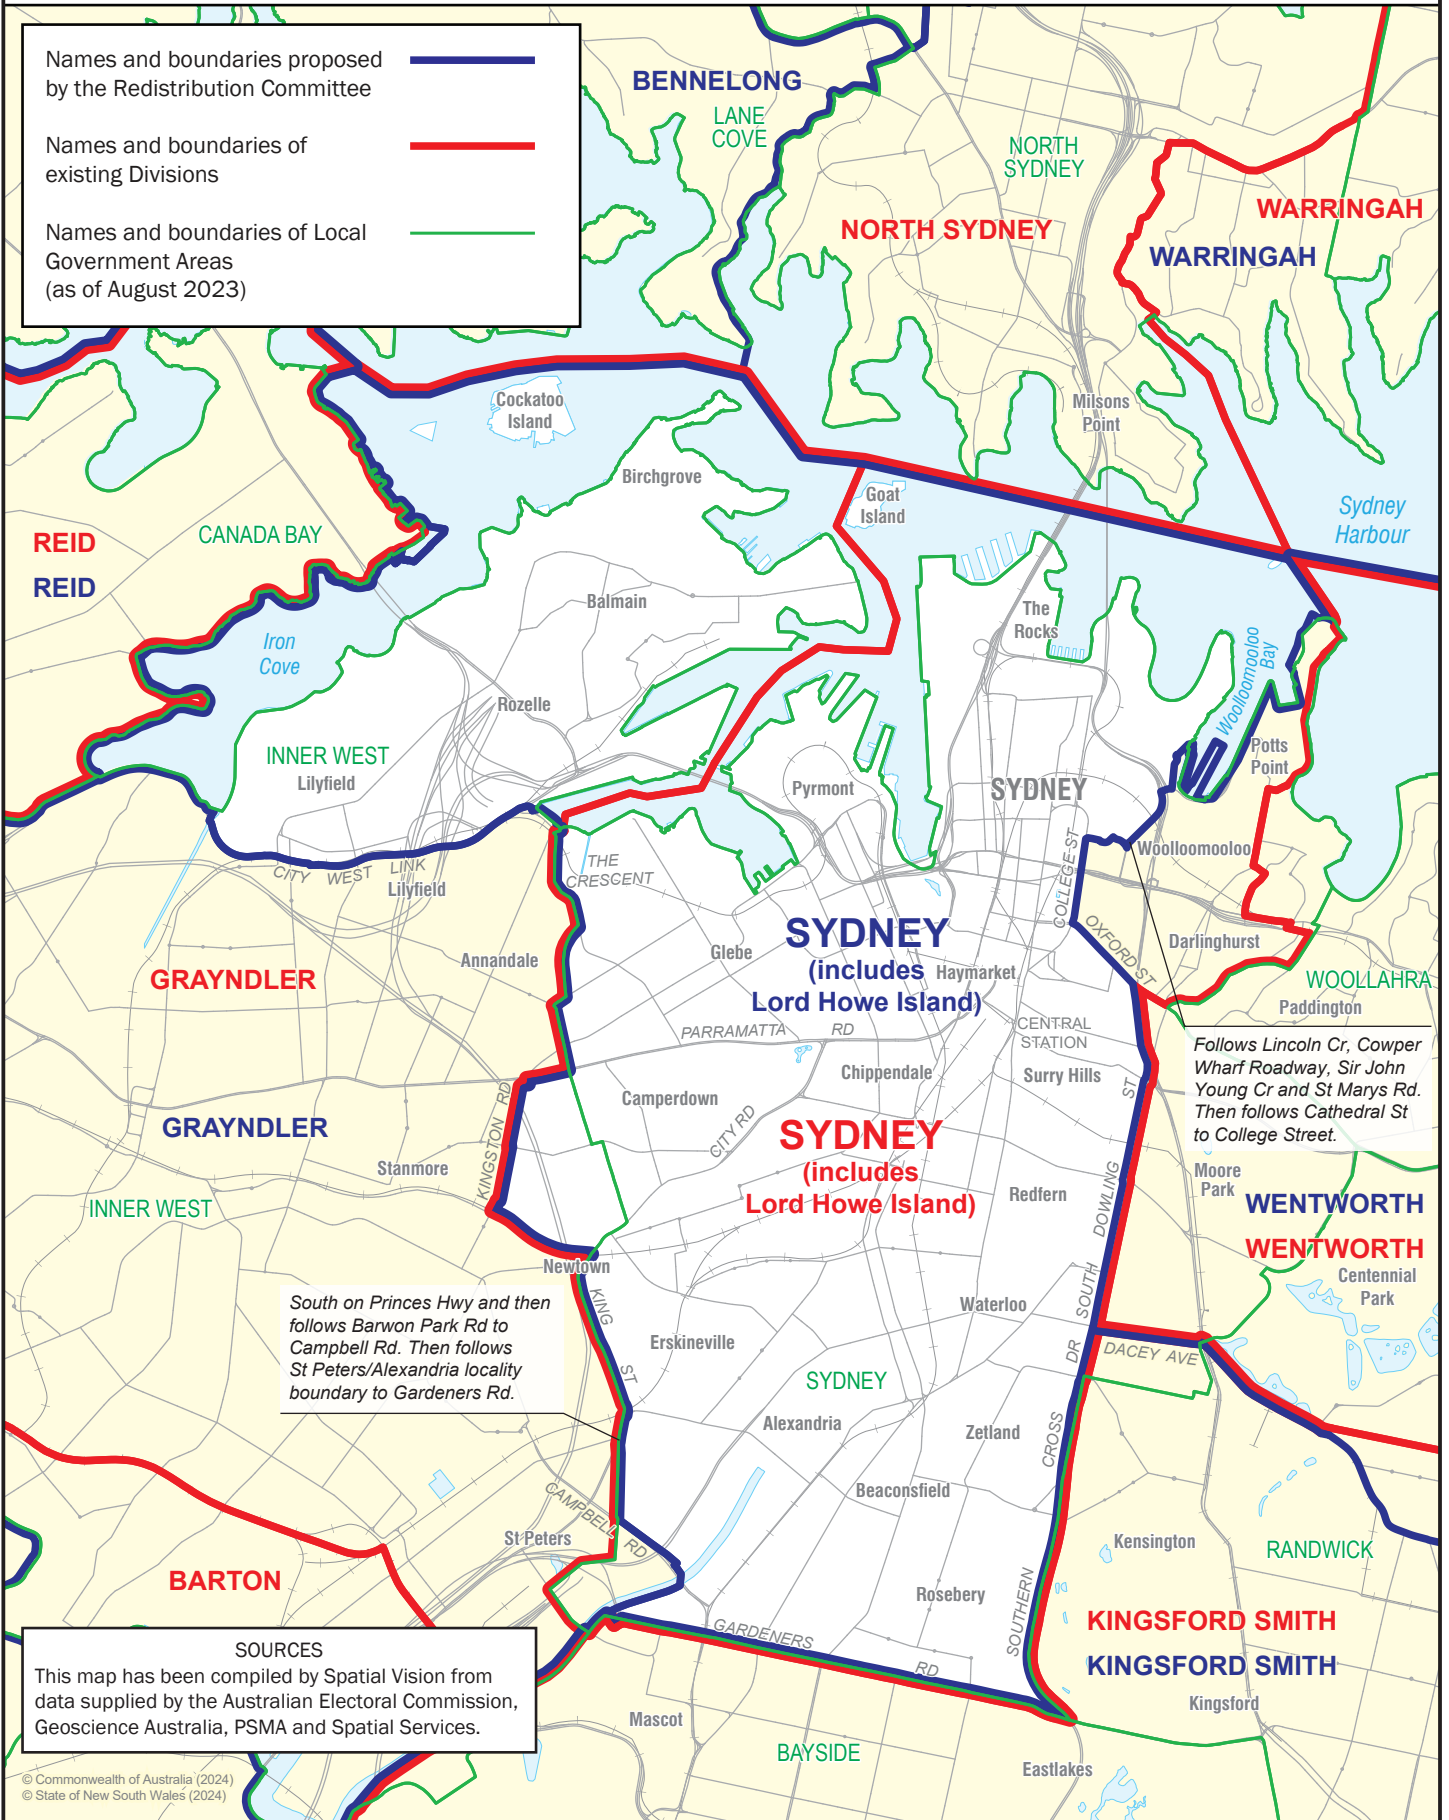 Names and boundaries proposed
by the Redistribution Committee
Names and boundaries of
existing Divisions
Names and boundaries of Local
Government Areas
(as of August 2023)
BENNELONG
LANE
COVE
NORTH
SYDNEY
NORTH SYDNEY
WARRINGAH
WARRINGAH
Cockatoo
Island
Milsons
Point
Birchgrove
Goat
Island
Sydney
Harbour
REID
REID
CANADA BAY
Balmain
The
Rocks
Iron
Cove
Woolloomooloo
Bay
Rozelle
INNER WEST
Lilyfield
Potts
Point
Pyrmont
SYDNEY
COLLEGE ST
Woolloomooloo
THE
CRESCENT
CITY WEST LINK
Lilyfield
OXFORD ST
Darlinghurst
SYDNEY
(includes
Lord Howe Island)
Glebe
Haymarket
Annandale
GRAYNDLER
WOOLLAHRA
Paddington
PARRAMATTA RD
CENTRAL
STATION
Chippendale
Surry Hills
Follows Lincoln Cr, Cowper
Wharf Roadway, Sir John
Young Cr and St Marys Rd.
Then follows Cathedral St
to College Street.
Camperdown
CITY RD
KINGSTON RD
GRAYNDLER
SYDNEY
(includes
Lord Howe Island)
Stanmore
INNER WEST
Redfern
Moore
Park
WENTWORTH
WENTWORTH
Centennial
Park
SOUTH DOWLING ST
Newtown
KING ST
South on Princes Hwy and then
follows Barwon Park Rd to
Campbell Rd. Then follows
St Peters/Alexandria locality
boundary to Gardeners Rd.
Waterloo
Erskineville
DACEY AVE
SYDNEY
Alexandria
Zetland
Beaconsfield
SOUTHERN CROSS DR
CAMPBELL RD
St Peters
Kensington
RANDWICK
BARTON
Rosebery
GARDENERS RD
KINGSFORD SMITH
KINGSFORD SMITH
Kingsford
SOURCES
This map has been compiled by Spatial Vision from
data supplied by the Australian Electoral Commission,
Geoscience Australia, PSMA and Spatial Services.
Mascot
BAYSIDE
Eastlakes
© Commonwealth of Australia (2024)
© State of New South Wales (2024)